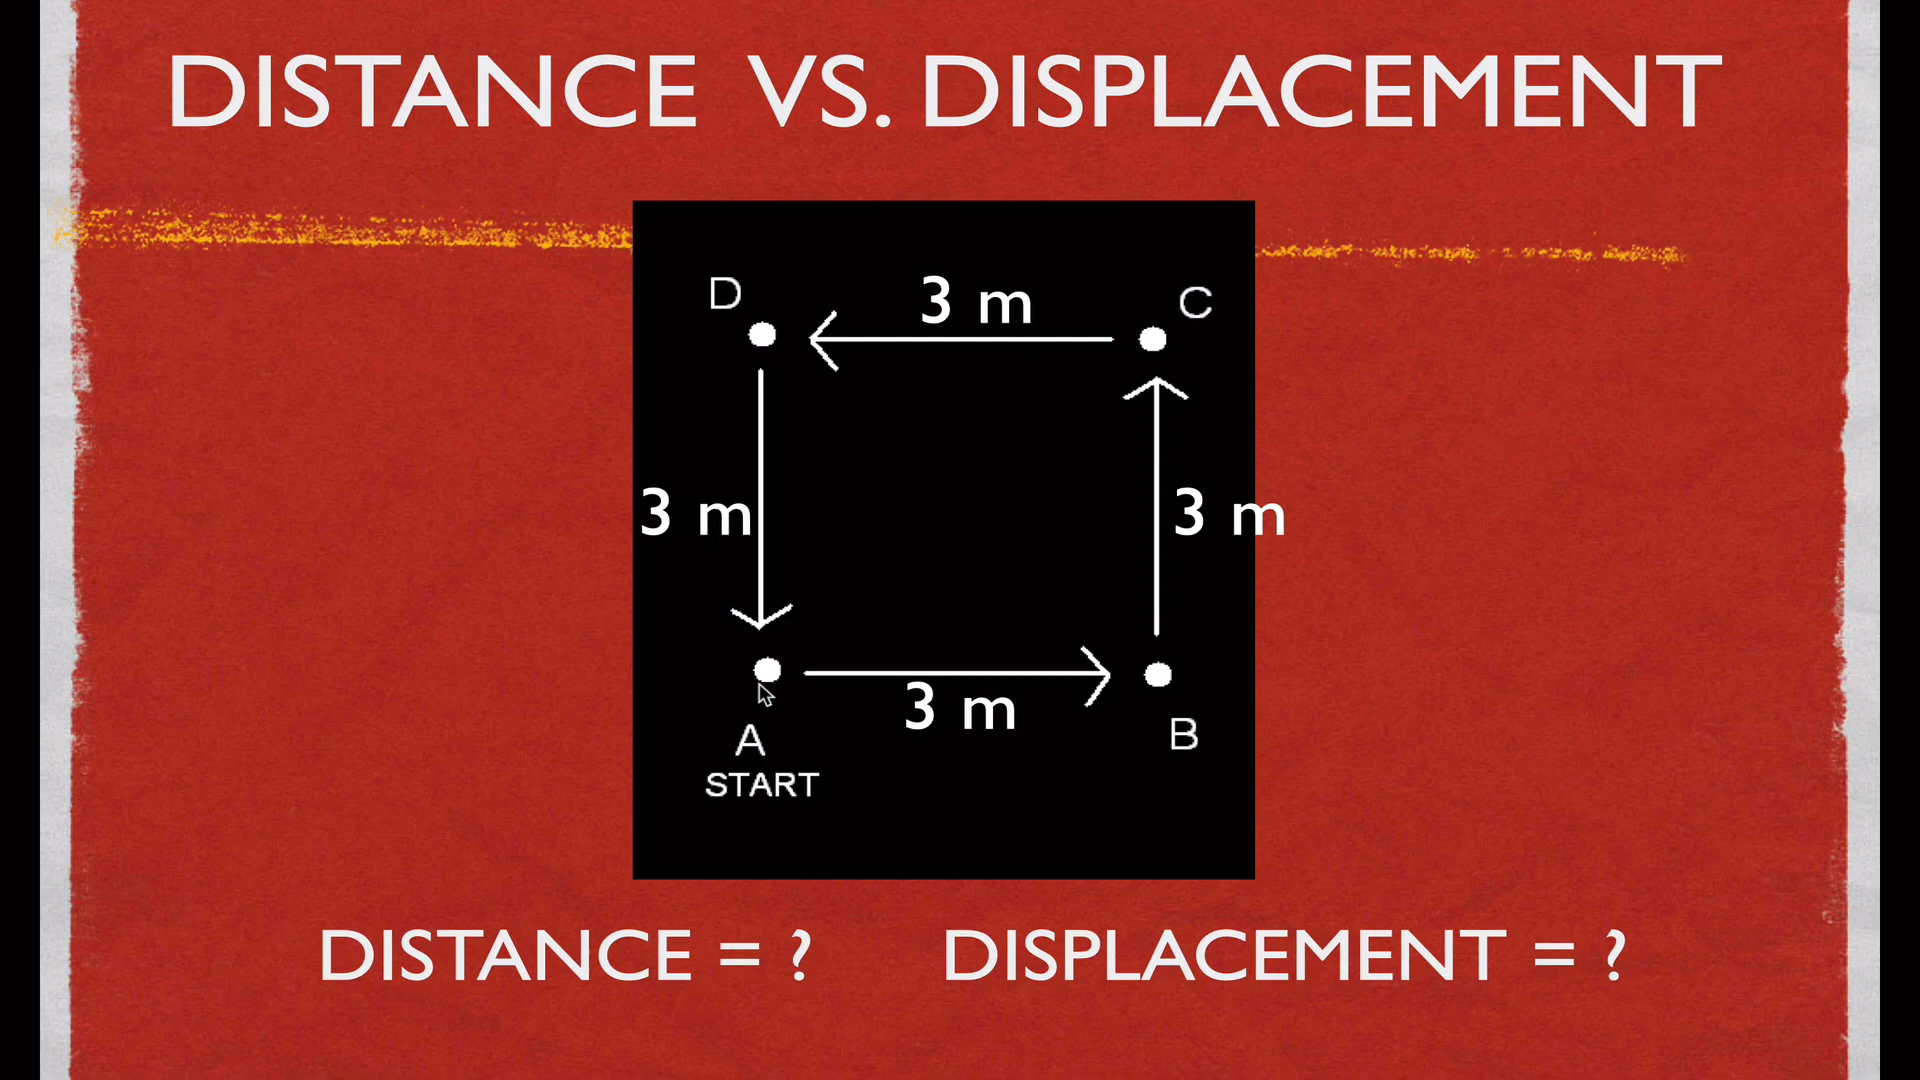 DISTANCE VS. DISPLACEMENT
D
3 m
C
3 m
3 m
3 m
A
B
START
DISTANCE = ?
DISPLACEMENT = ?